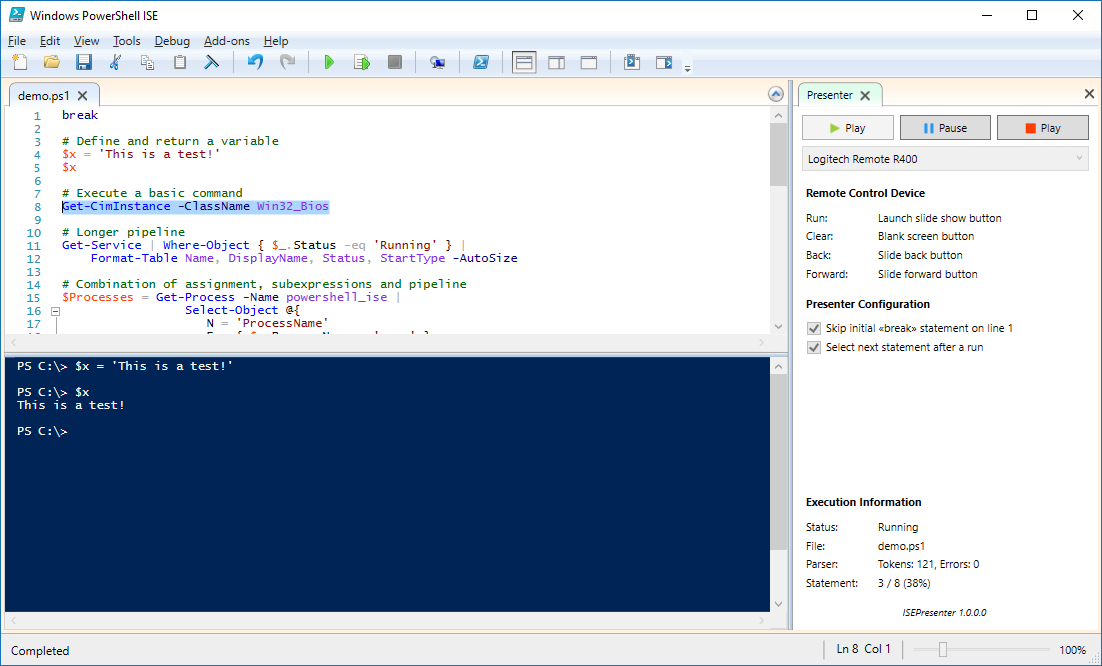 Windows PowerShell ISE
File Edit View Tools Debug Add-ons Help
demo.ps1
1 break
2
3 # Define and return a variable
4 $x = 'This is a test!'
5 $x
6
7 # Execute a basic command
8 Get-CimInstance -ClassName Win32_Bios
9
10 # Longer pipeline
11 Get-Service | Where-Object { $_.Status -eq 'Running' } |
12 Format-Table Name, DisplayName, Status, StartType -AutoSize
13
14 # Combination of assignment, subexpressions and pipeline
15 $Processes = Get-Process -Name powershell_ise |
16 Select-Object @{
17 N = 'ProcessName'
PS C:\> $x = 'This is a test!'
PS C:\> $x
This is a test!
PS C:\>
Presenter
Play Pause Play
Logitech Remote R400
Remote Control Device
Run: Launch slide show button
Clear: Blank screen button
Back: Slide back button
Forward: Slide forward button
Presenter Configuration
Skip initial «break» statement on line 1
Select next statement after a run
Execution Information
Status: Running
File: demo.ps1
Parser: Tokens: 121, Errors: 0
Statement: 3 / 8 (38%)
ISEPresenter 1.0.0.0
Completed
Ln 8 Col 1
100%